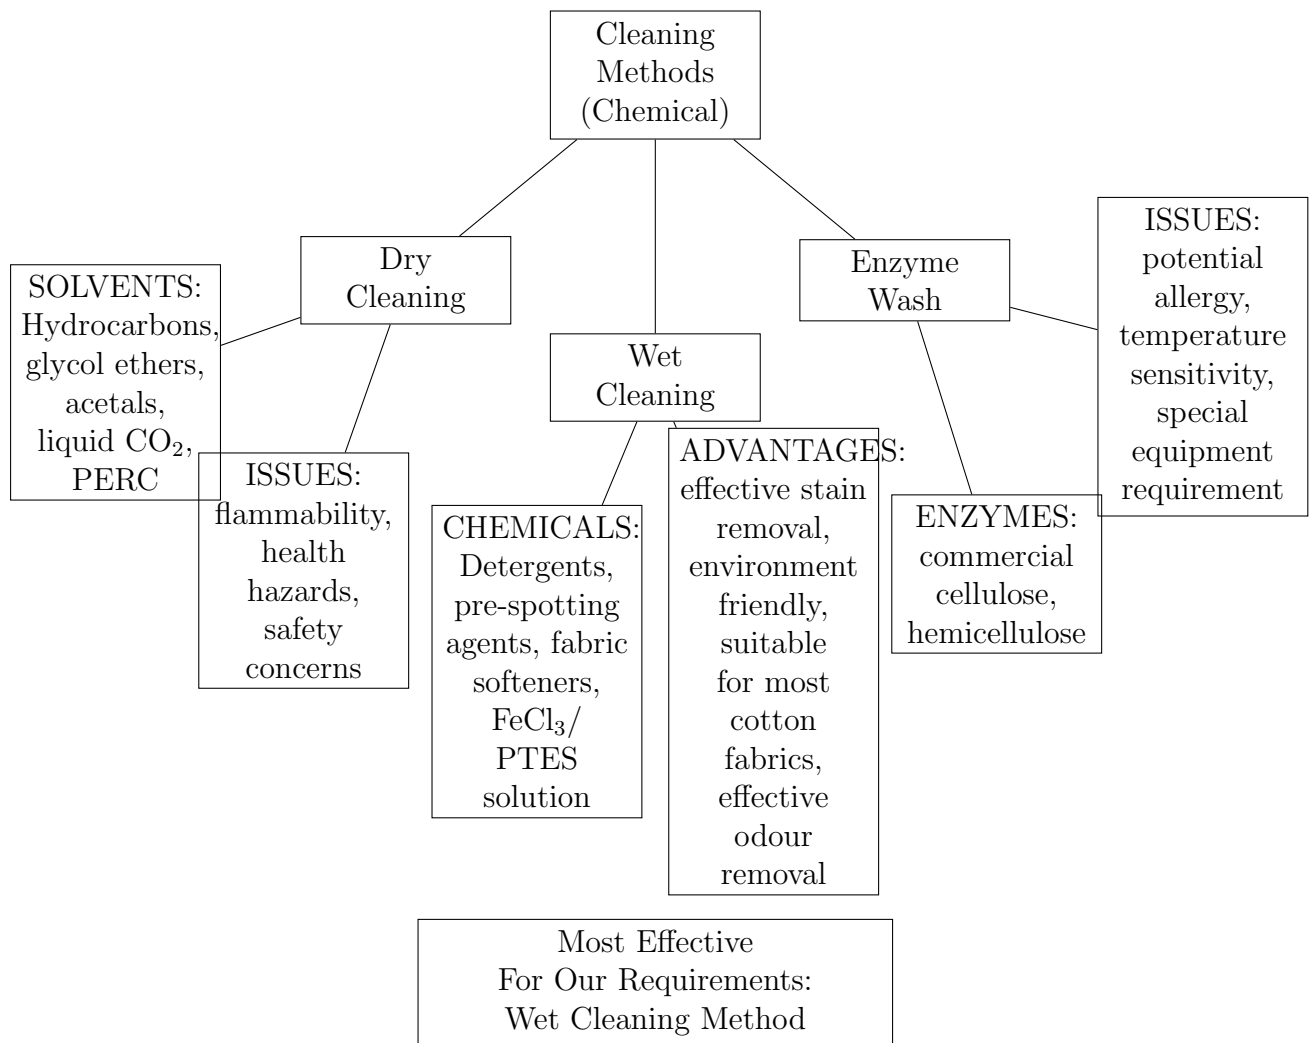 Cleaning
Methods
(Chemical)
Dry
Cleaning
SOLVENTS:
Hydrocarbons,
glycol ethers,
acetals,
liquid CO₂,
PERC
ISSUES:
flammability,
health
hazards,
safety
concerns
Wet
Cleaning
CHEMICALS:
Detergents,
pre-spotting
agents, fabric
softeners,
FeCl₃/
PTES
solution
ADVANTAGES:
effective stain
removal,
environment
friendly,
suitable
for most
cotton
fabrics,
effective
odour
removal
Enzyme
Wash
ENZYMES:
commercial
cellulose,
hemicellulose
ISSUES:
potential
allergy,
temperature
sensitivity,
special
equipment
requirement
Most Effective
For Our Requirements:
Wet Cleaning Method